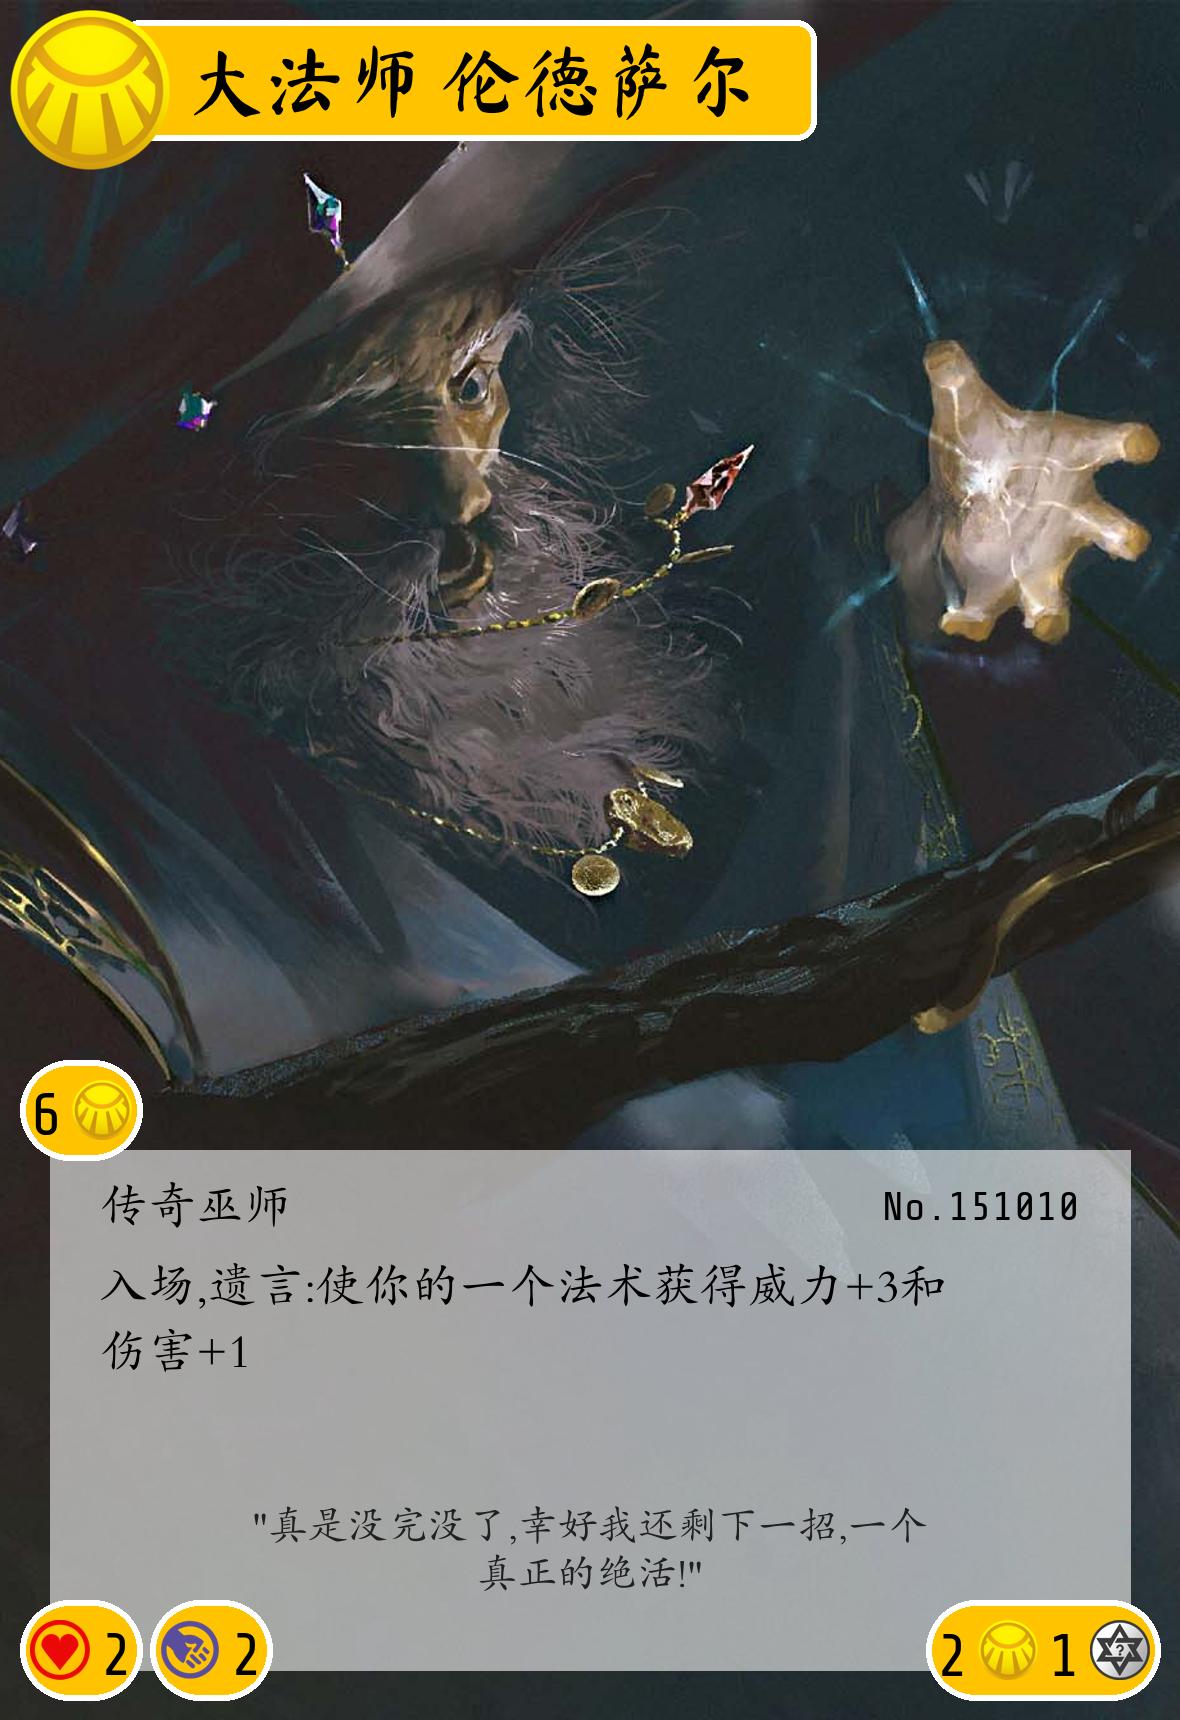 大法师 伦德萨尔
6
传奇巫师
No.151010
入场,遗言:使你的一个法术获得威力+3和
伤害+1
"真是没完没了,幸好我还剩下一招,一个
真正的绝活!"
2 2
2 1 ?